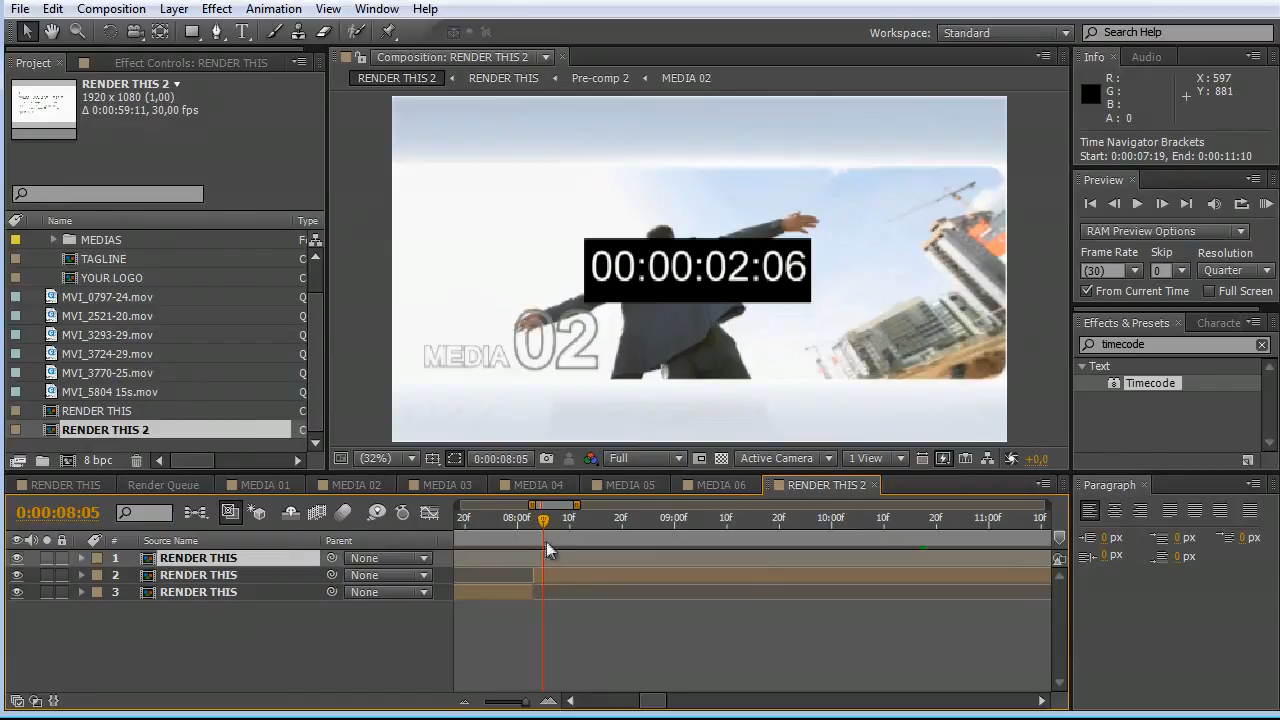 File Edit Composition Layer Effect Animation View Window Help
Workspace: Standard Search Help
Project Effect Controls: RENDER THIS
RENDER THIS 2
1920 x 1080 (1,00)
Δ 0:00:59:11, 30,00 fps
Name Type
MEDIAS Fo
TAGLINE C
YOUR LOGO C
MVI_0797-24.mov Q
MVI_2521-20.mov Q
MVI_3293-29.mov Q
MVI_3724-29.mov Q
MVI_3770-25.mov Q
MVI_5804 15s.mov Q
RENDER THIS C
RENDER THIS 2 C
8 bpc
Composition: RENDER THIS 2
RENDER THIS 2 RENDER THIS Pre-comp 2 MEDIA 02
00:00:02:06
MEDIA 02
(32%) 0:00:08:05 Full Active Camera 1 View +0,0
Info Audio
R : X : 597
G : Y : 881
B :
A : 0
Time Navigator Brackets
Start: 0:00:07:19, End: 0:00:11:10
Preview
RAM Preview Options
Frame Rate Skip Resolution
(30) 0 Quarter
From Current Time Full Screen
Effects & Presets Characte
timecode
Text
Timecode
Paragraph
0 px 0 px 0 px
0 px 0 px
RENDER THIS Render Queue MEDIA 01 MEDIA 02 MEDIA 03 MEDIA 04 MEDIA 05 MEDIA 06 RENDER THIS 2
0:00:08:05
20f 08:00f 10f 20f 09:00f 10f 20f 10:00f 10f 20f 11:00f 10f
# Source Name Parent
1 RENDER THIS None
2 RENDER THIS None
3 RENDER THIS None